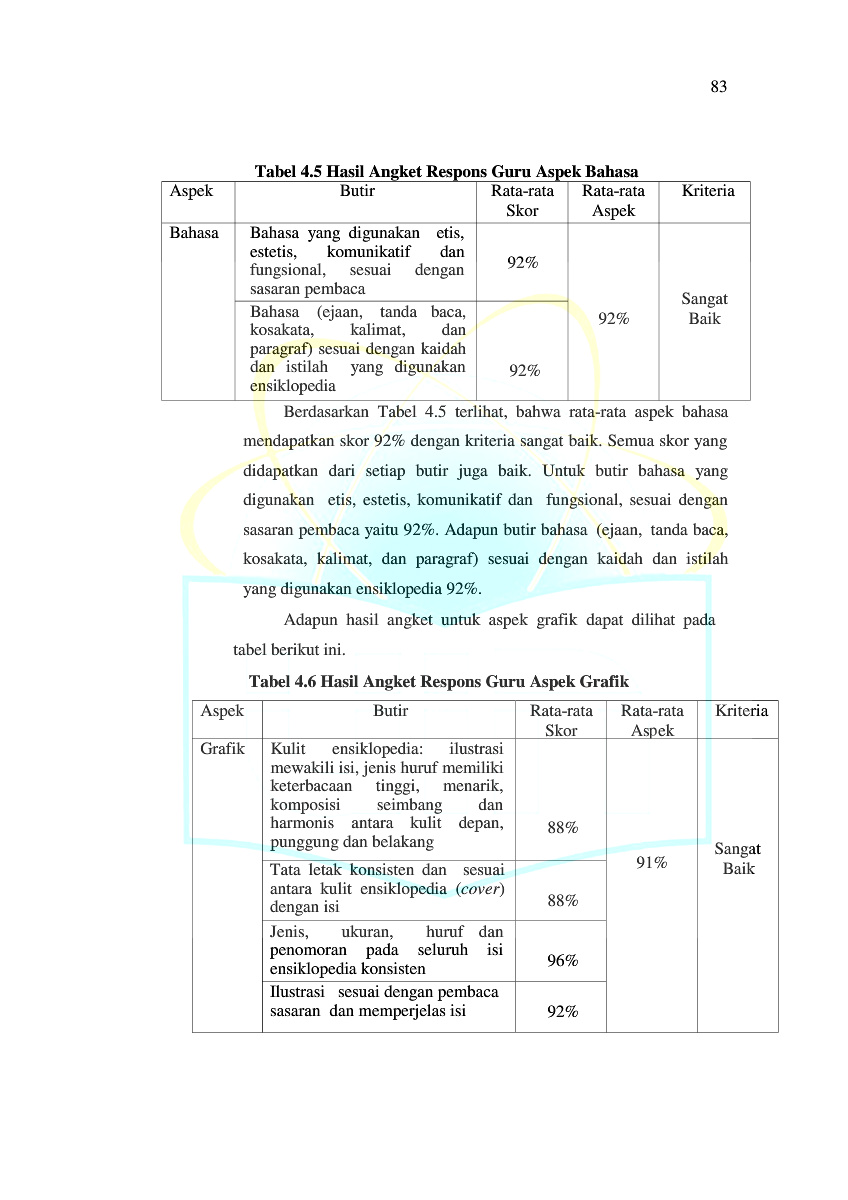 83
Tabel 4.5 Hasil Angket Respons Guru Aspek Bahasa
Aspek Butir Rata-rata Skor Rata-rata Aspek Kriteria
Bahasa
Bahasa yang digunakan etis,
estetis, komunikatif dan
fungsional, sesuai dengan
sasaran pembaca
92%
Bahasa (ejaan, tanda baca,
kosakata, kalimat, dan
paragraf) sesuai dengan kaidah
dan istilah yang digunakan
ensiklopedia
92%
92%
Sangat
Baik
Berdasarkan Tabel 4.5 terlihat, bahwa rata-rata aspek bahasa
mendapatkan skor 92% dengan kriteria sangat baik. Semua skor yang
didapatkan dari setiap butir juga baik. Untuk butir bahasa yang
digunakan etis, estetis, komunikatif dan fungsional, sesuai dengan
sasaran pembaca yaitu 92%. Adapun butir bahasa (ejaan, tanda baca,
kosakata, kalimat, dan paragraf) sesuai dengan kaidah dan istilah
yang digunakan ensiklopedia 92%.
Adapun hasil angket untuk aspek grafik dapat dilihat pada
tabel berikut ini.
Tabel 4.6 Hasil Angket Respons Guru Aspek Grafik
Aspek Butir Rata-rata Skor Rata-rata Aspek Kriteria
Grafik
Kulit ensiklopedia: ilustrasi
mewakili isi, jenis huruf memiliki
keterbacaan tinggi, menarik,
komposisi seimbang dan
harmonis antara kulit depan,
punggung dan belakang
88%
Tata letak konsisten dan sesuai
antara kulit ensiklopedia (cover)
dengan isi
88%
Jenis, ukuran, huruf dan
penomoran pada seluruh isi
ensiklopedia konsisten
96%
Ilustrasi sesuai dengan pembaca
sasaran dan memperjelas isi
92%
91%
Sangat
Baik